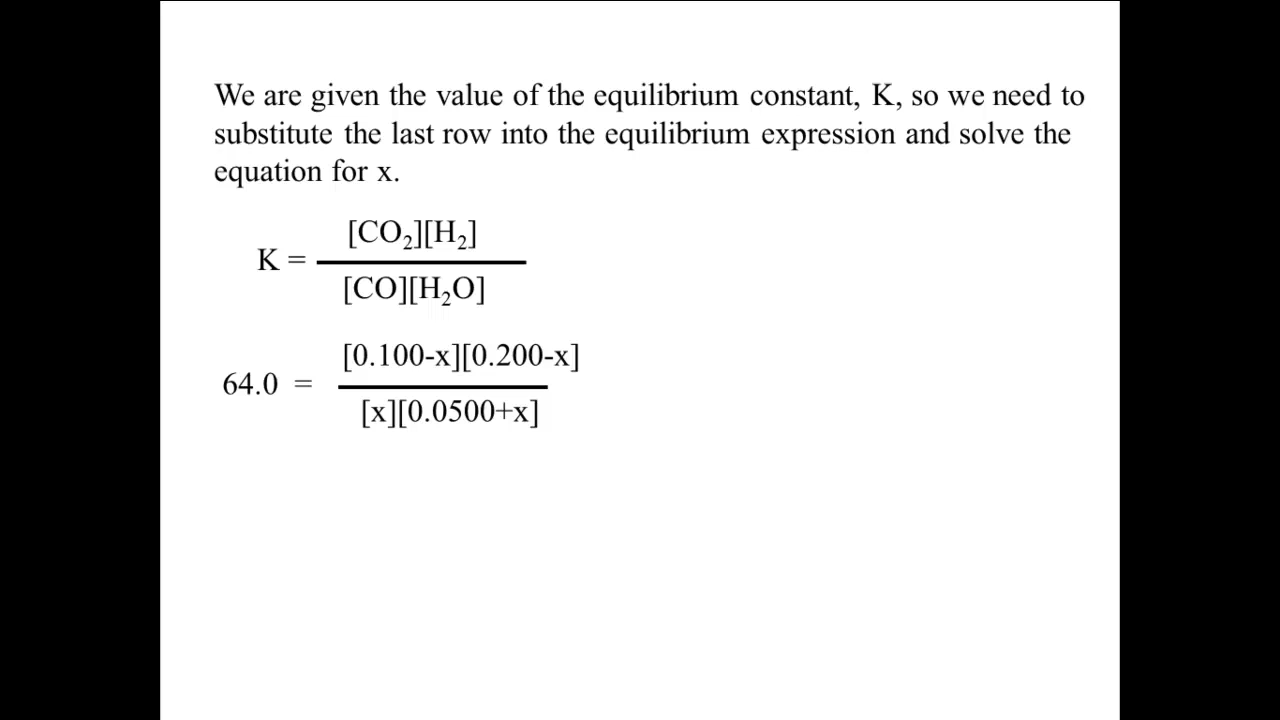 We are given the value of the equilibrium constant, K, so we need to
substitute the last row into the equilibrium expression and solve the
equation for x.
[CO₂][H₂]
K =
[CO][H₂O]
[0.100-x][0.200-x]
64.0 =
[x][0.0500+x]